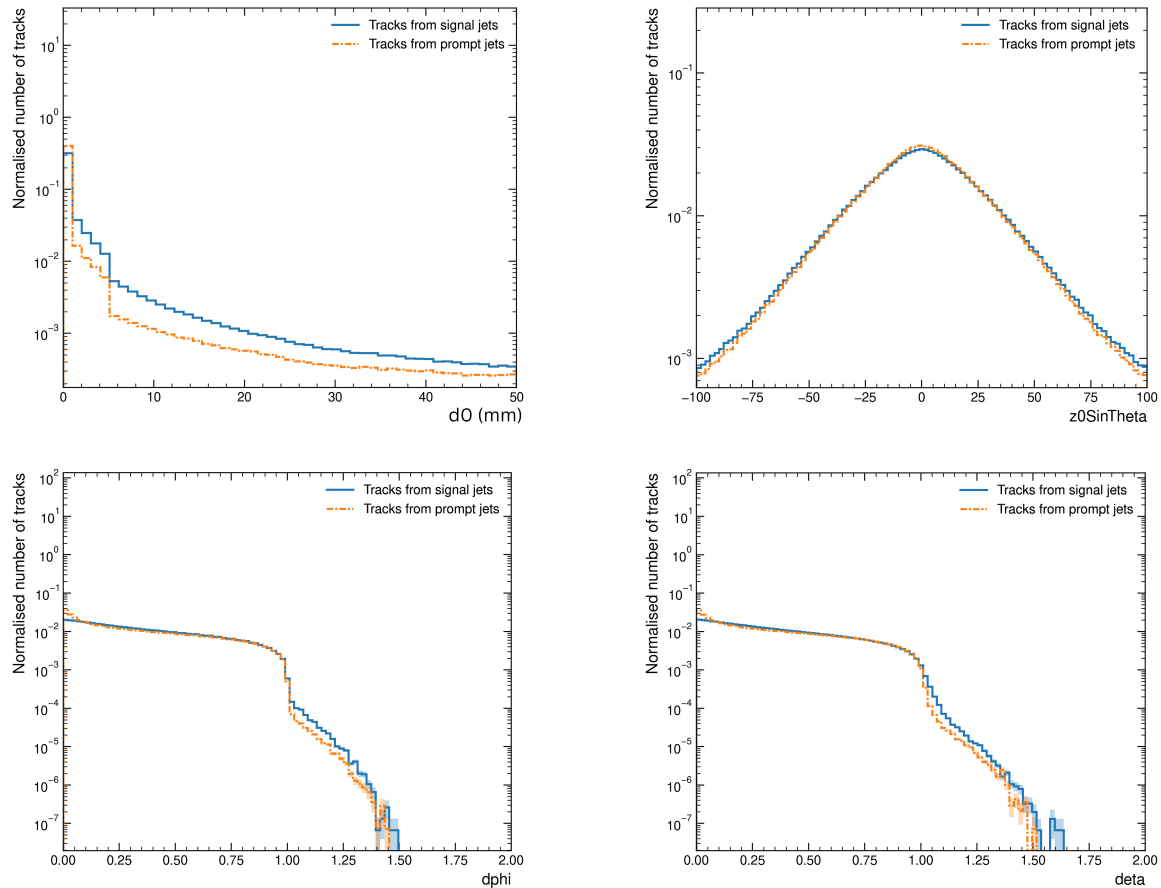 Normalised number of tracks
10¹
10⁰
10⁻¹
10⁻²
10⁻³
Tracks from signal jets
Tracks from prompt jets
0 10 20 30 40 50
d0 (mm)
Normalised number of tracks
10⁻¹
10⁻²
10⁻³
Tracks from signal jets
Tracks from prompt jets
−100 −75 −50 −25 0 25 50 75 100
z0SinTheta
Normalised number of tracks
10²
10¹
10⁰
10⁻¹
10⁻²
10⁻³
10⁻⁴
10⁻⁵
10⁻⁶
10⁻⁷
Tracks from signal jets
Tracks from prompt jets
0.00 0.25 0.50 0.75 1.00 1.25 1.50 1.75 2.00
dphi
Normalised number of tracks
10²
10¹
10⁰
10⁻¹
10⁻²
10⁻³
10⁻⁴
10⁻⁵
10⁻⁶
10⁻⁷
Tracks from signal jets
Tracks from prompt jets
0.00 0.25 0.50 0.75 1.00 1.25 1.50 1.75 2.00
deta